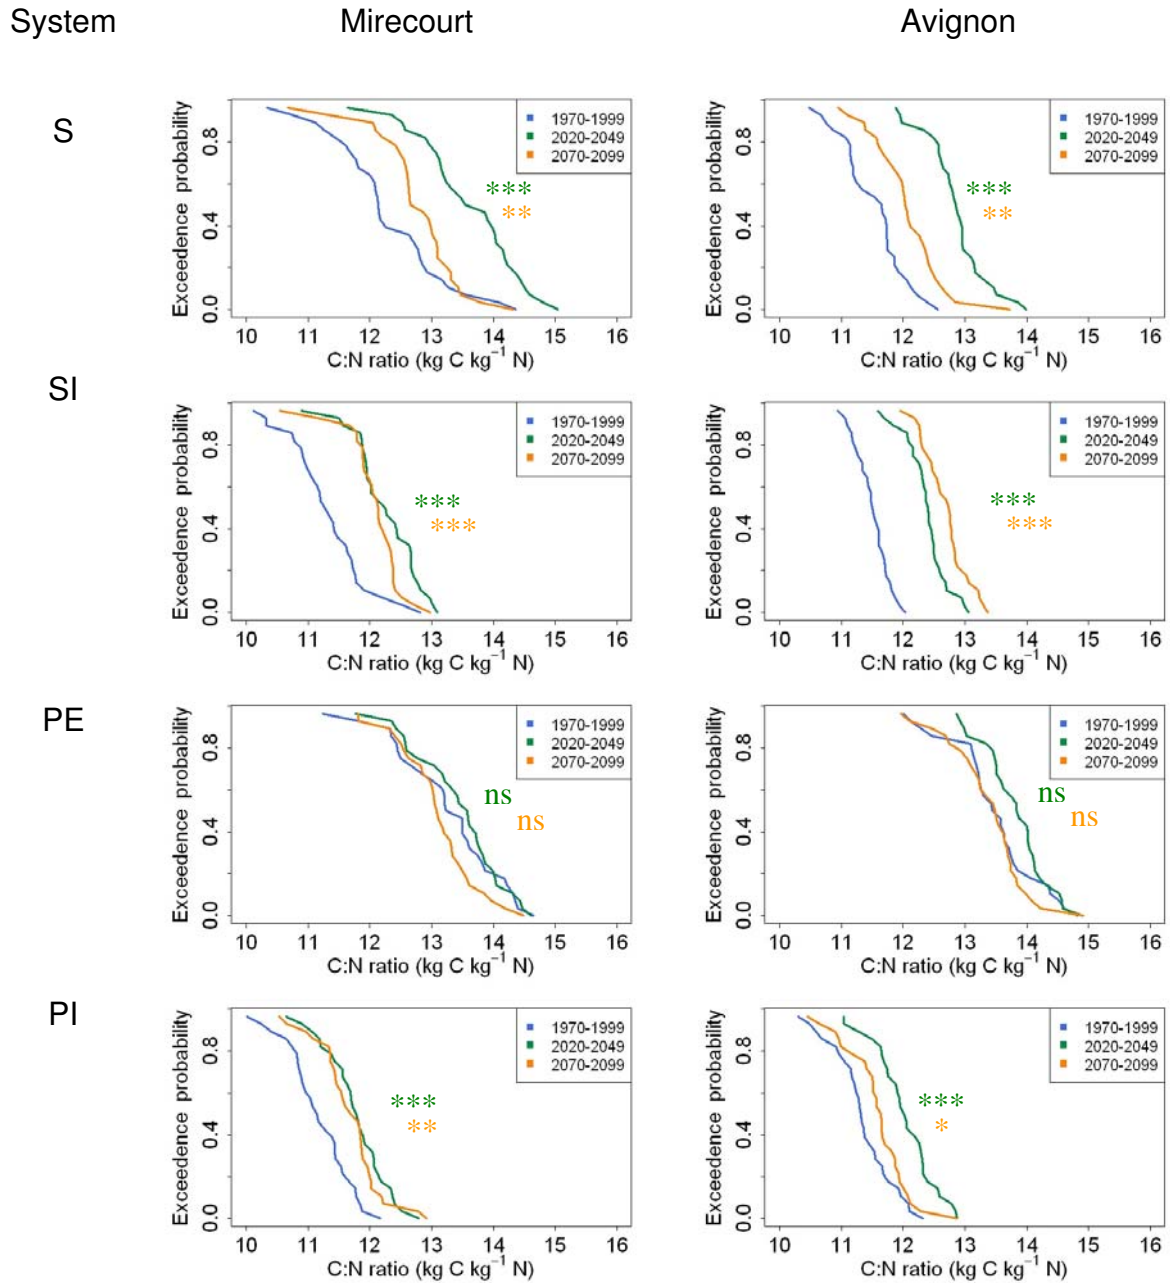 System Mirecourt Avignon
S
Exceedence probability
0.0 0.4 0.8
1970-1999
2020-2049
2070-2099
***
**
10 11 12 13 14 15 16
C:N ratio (kg C kg⁻¹ N)
Exceedence probability
0.0 0.4 0.8
1970-1999
2020-2049
2070-2099
***
**
10 11 12 13 14 15 16
C:N ratio (kg C kg⁻¹ N)
SI
Exceedence probability
0.0 0.4 0.8
1970-1999
2020-2049
2070-2099
***
***
10 11 12 13 14 15 16
C:N ratio (kg C kg⁻¹ N)
Exceedence probability
0.0 0.4 0.8
1970-1999
2020-2049
2070-2099
***
***
10 11 12 13 14 15 16
C:N ratio (kg C kg⁻¹ N)
PE
Exceedence probability
0.0 0.4 0.8
1970-1999
2020-2049
2070-2099
ns
ns
10 11 12 13 14 15 16
C:N ratio (kg C kg⁻¹ N)
Exceedence probability
0.0 0.4 0.8
1970-1999
2020-2049
2070-2099
ns
ns
10 11 12 13 14 15 16
C:N ratio (kg C kg⁻¹ N)
PI
Exceedence probability
0.0 0.4 0.8
1970-1999
2020-2049
2070-2099
***
**
10 11 12 13 14 15 16
C:N ratio (kg C kg⁻¹ N)
Exceedence probability
0.0 0.4 0.8
1970-1999
2020-2049
2070-2099
***
*
10 11 12 13 14 15 16
C:N ratio (kg C kg⁻¹ N)